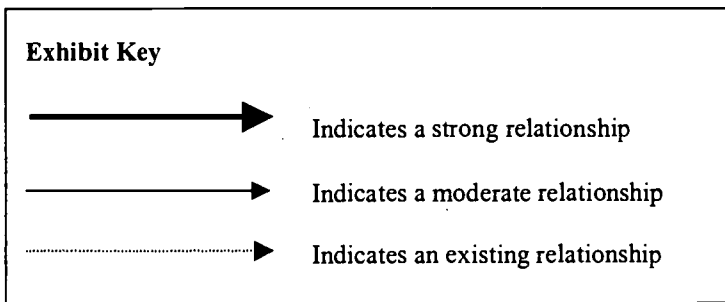 Exhibit Key
Indicates a strong relationship
Indicates a moderate relationship
Indicates an existing relationship